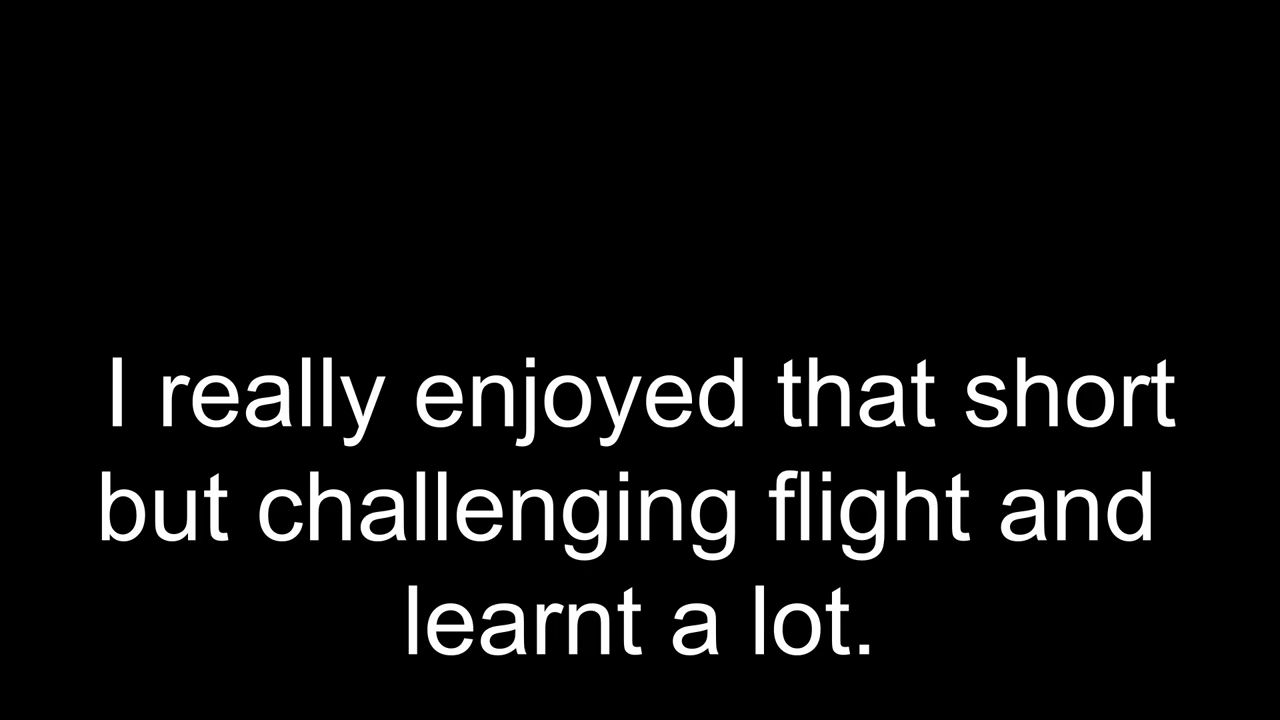 I really enjoyed that short
but challenging flight and
learnt a lot.